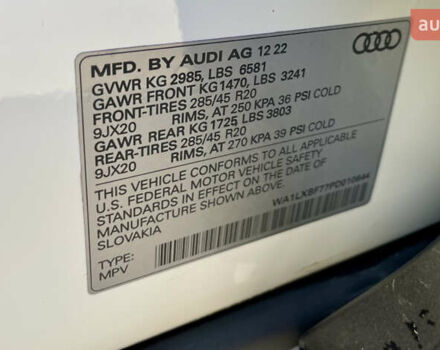 au
MFD. BY AUDI AG 12 22
GVWR KG 2985, LBS 6581
GAWR FRONT KG1470, LBS 3241
FRONT-TIRES 285/45 R20
9JX20 RIMS, AT 250 KPA 36 PSI COLD
GAWR REAR KG 1725, LBS 3803
REAR-TIRES 285/45 R20
9JX20 RIMS, AT 270 KPA 39 PSI COLD
THIS VEHICLE CONFORMS TO ALL APPLICABLE
U.S. FEDERAL MOTOR VEHICLE SAFETY
STANDARDS IN EFFECT ON THE DATE OF
MANUFACTURE SHOWN ABOVE.
SLOVAKIA
WA1LXBF77PD010644
TYPE:
MPV